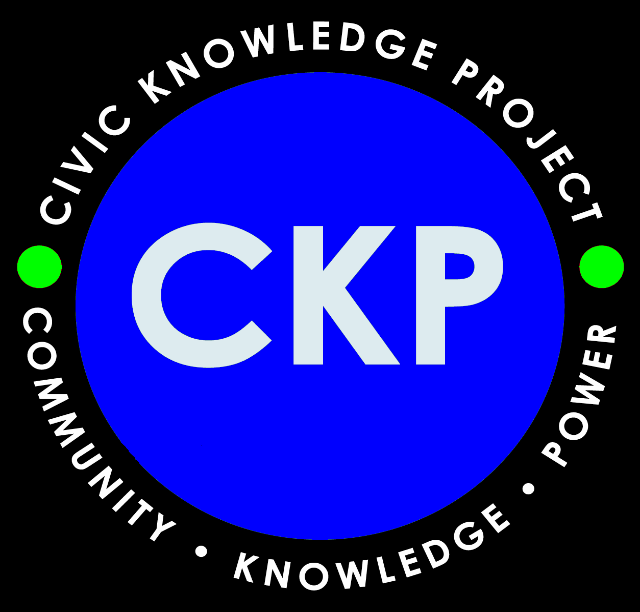 CIVIC KNOWLEDGE PROJECT
CKP
COMMUNITY • KNOWLEDGE • POWER